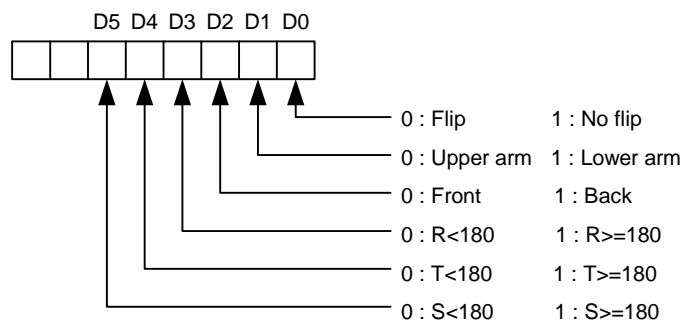 D5 D4 D3 D2 D1 D0
0 : Flip 1 : No flip
0 : Upper arm 1 : Lower arm
0 : Front 1 : Back
0 : R<180 1 : R>=180
0 : T<180 1 : T>=180
0 : S<180 1 : S>=180